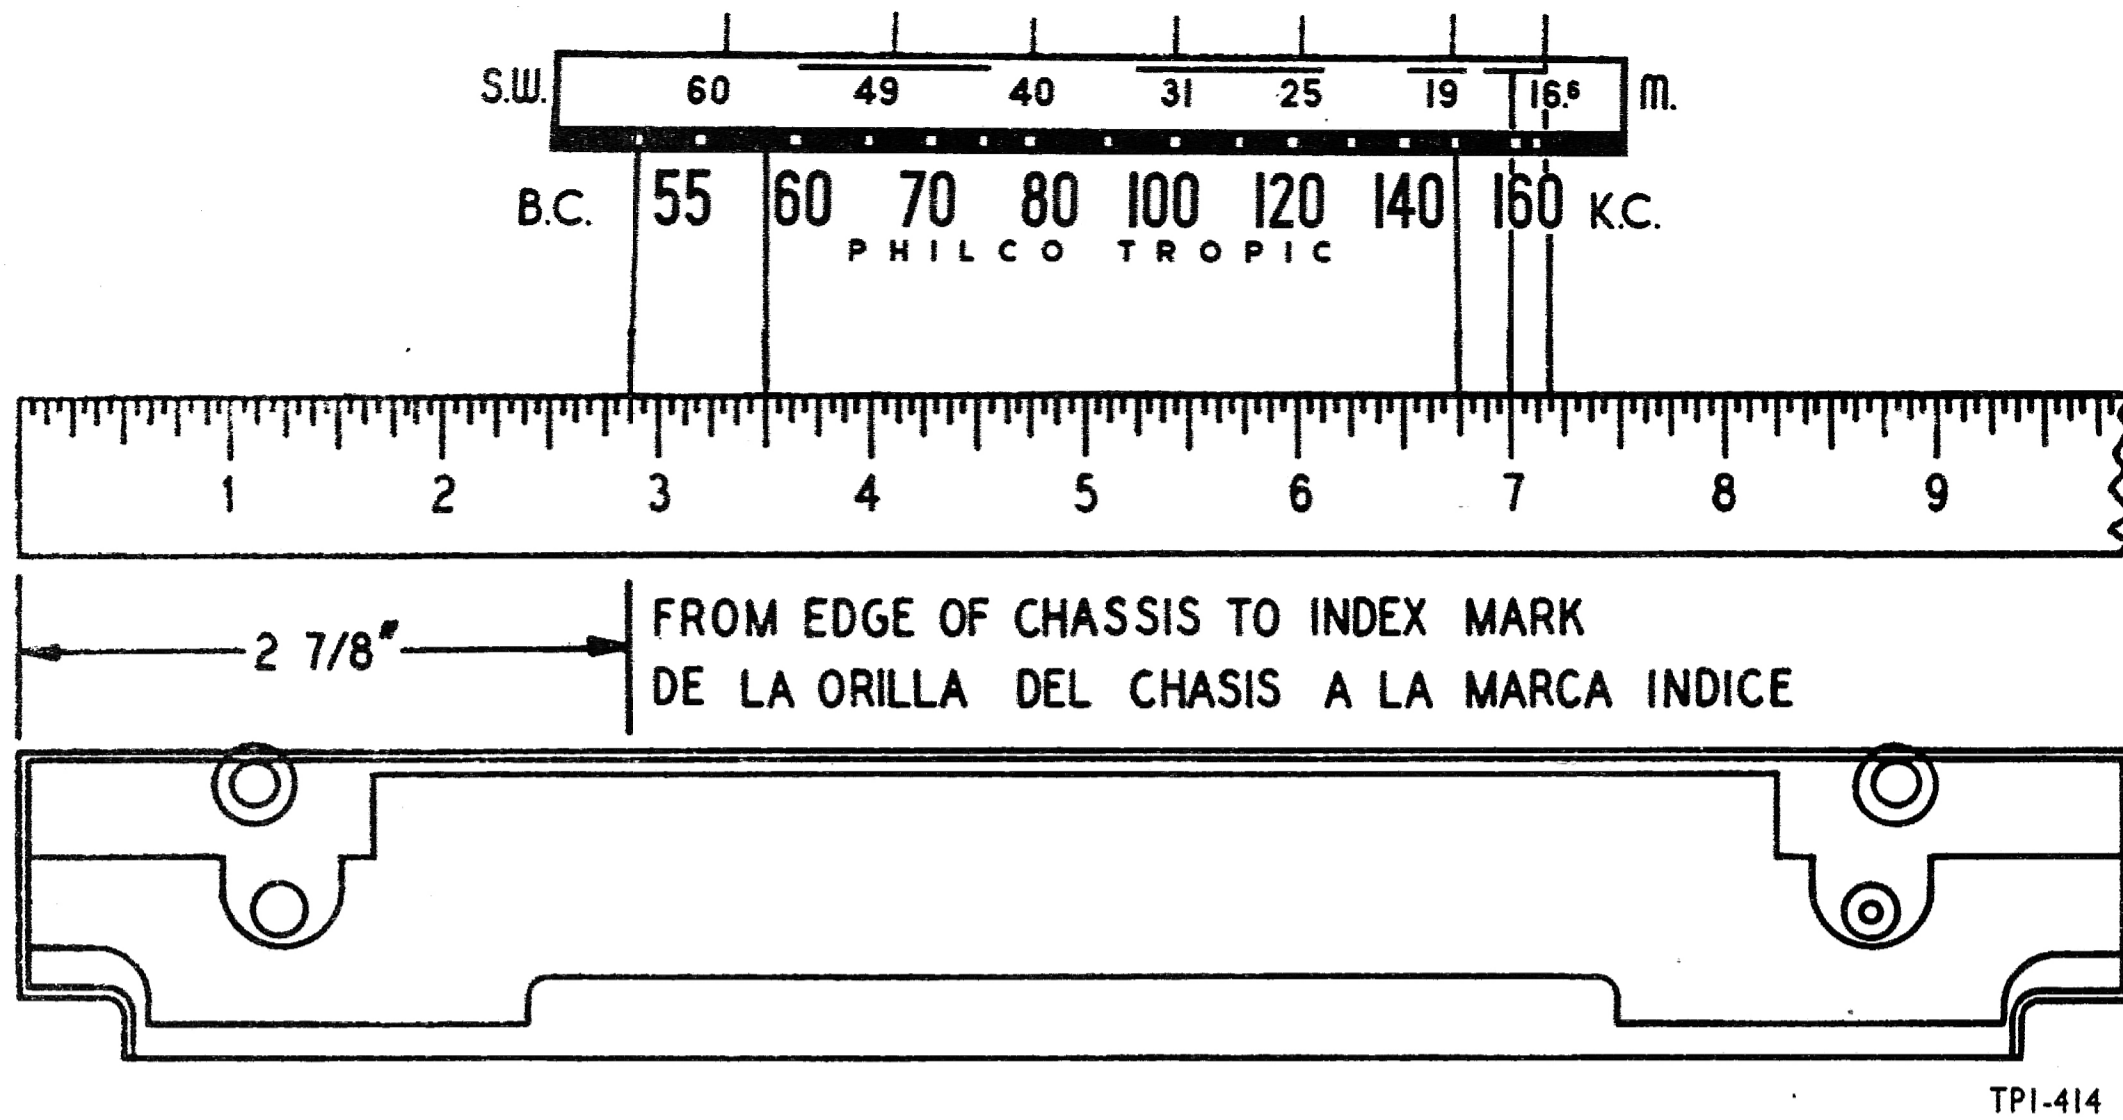 S.W. 60 49 40 31 25 19 16.⁶ M.
B.C. 55 60 70 80 100 120 140 160 K.C.
PHILCO TROPIC
1 2 3 4 5 6 7 8 9
2 7/8" FROM EDGE OF CHASSIS TO INDEX MARK
DE LA ORILLA DEL CHASIS A LA MARCA INDICE
TP1-414